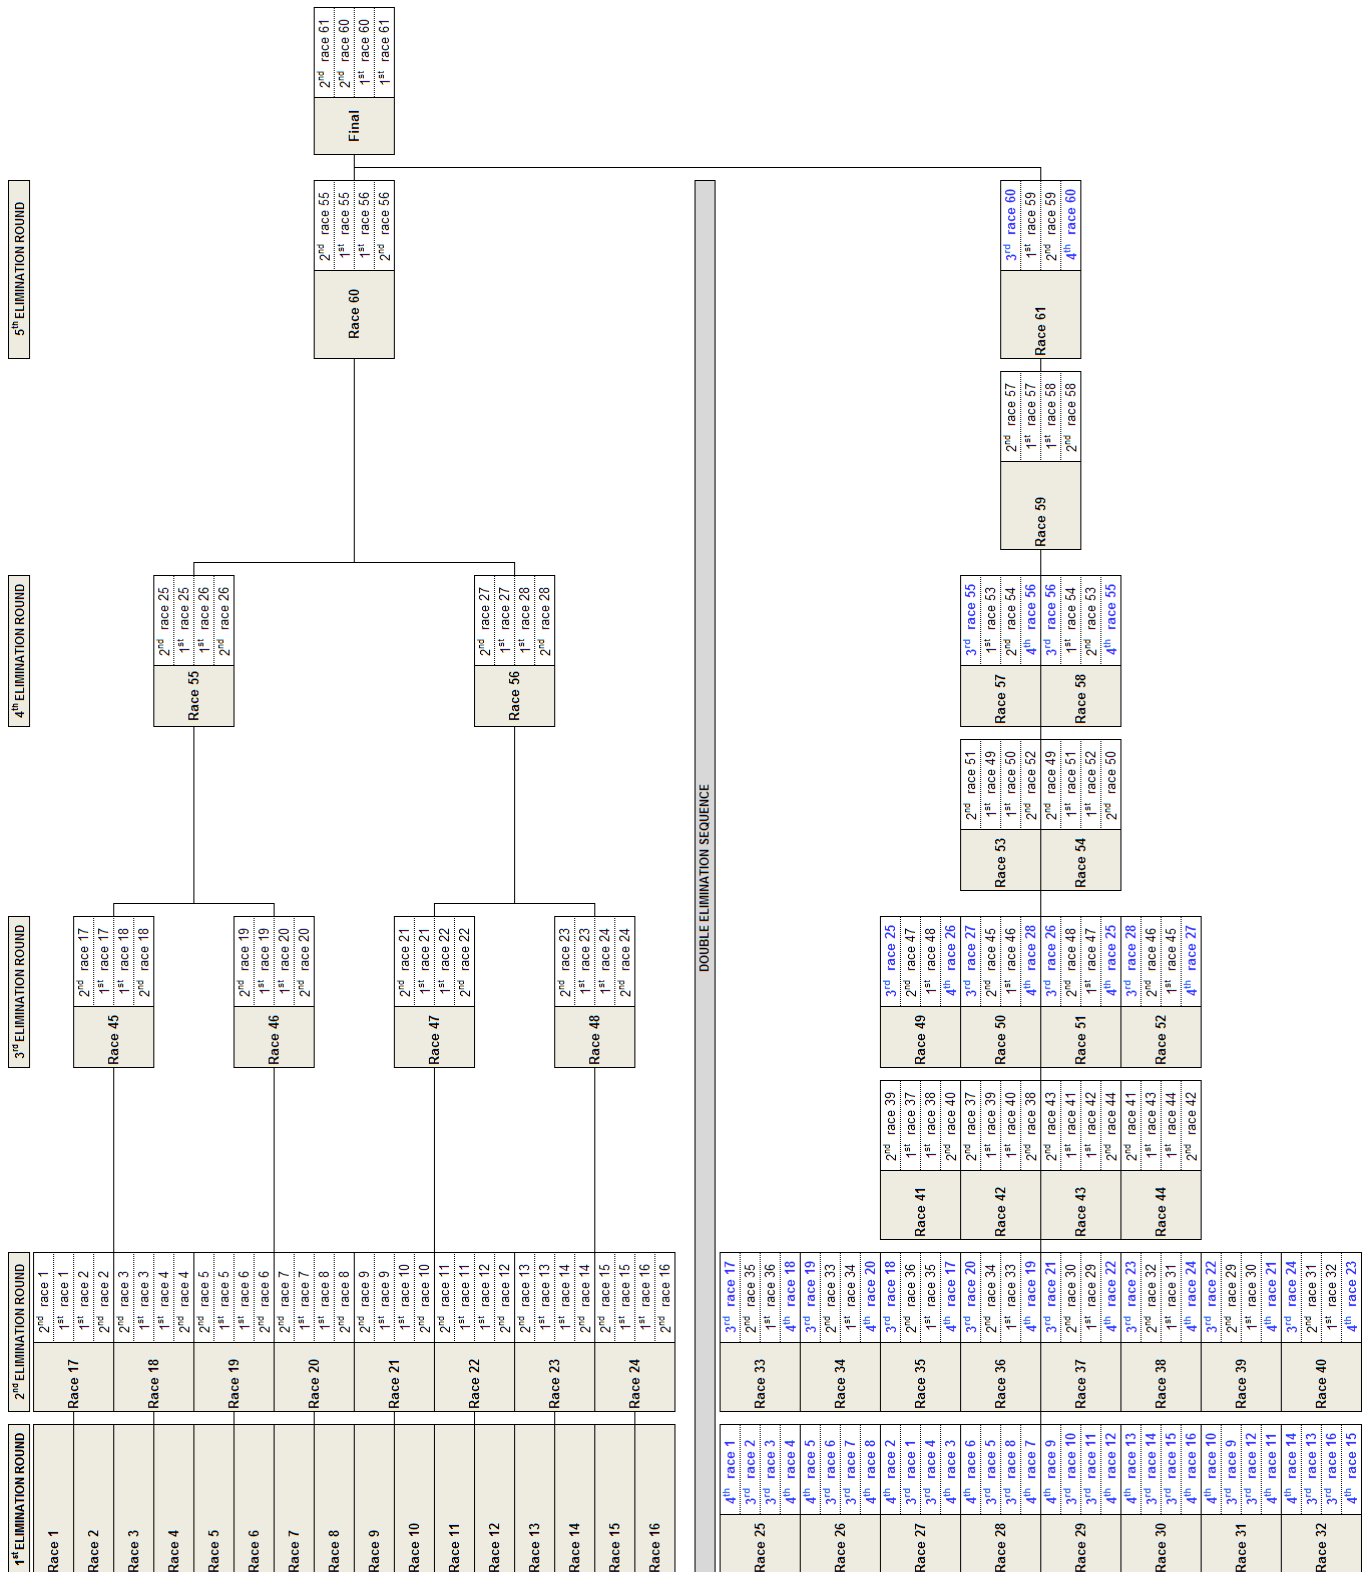 1st ELIMINATION ROUND
2nd ELIMINATION ROUND
3rd ELIMINATION ROUND
4th ELIMINATION ROUND
5th ELIMINATION ROUND
Race 1
Race 2
Race 3
Race 4
Race 5
Race 6
Race 7
Race 8
Race 9
Race 10
Race 11
Race 12
Race 13
Race 14
Race 15
Race 16
Race 17
2nd race 1
1st race 1
1st race 2
2nd race 2
Race 18
2nd race 3
1st race 3
1st race 4
2nd race 4
Race 19
2nd race 5
1st race 5
1st race 6
2nd race 6
Race 20
2nd race 7
1st race 7
1st race 8
2nd race 8
Race 21
2nd race 9
1st race 9
1st race 10
2nd race 10
Race 22
2nd race 11
1st race 11
1st race 12
2nd race 12
Race 23
2nd race 13
1st race 13
1st race 14
2nd race 14
Race 24
2nd race 15
1st race 15
1st race 16
2nd race 16
Race 45
2nd race 17
1st race 17
1st race 18
2nd race 18
Race 46
2nd race 19
1st race 19
1st race 20
2nd race 20
Race 47
2nd race 21
1st race 21
1st race 22
2nd race 22
Race 48
2nd race 23
1st race 23
1st race 24
2nd race 24
Race 55
2nd race 25
1st race 25
1st race 26
2nd race 26
Race 56
2nd race 27
1st race 27
1st race 28
2nd race 28
Race 60
2nd race 55
1st race 55
1st race 56
2nd race 56
Final
2nd race 61
2nd race 60
1st race 60
1st race 61
DOUBLE ELIMINATION SEQUENCE
Race 25
4th race 1
3rd race 2
3rd race 3
4th race 4
Race 26
4th race 5
3rd race 6
3rd race 7
4th race 8
Race 27
4th race 2
3rd race 1
3rd race 4
4th race 3
Race 28
4th race 6
3rd race 5
3rd race 8
4th race 7
Race 29
4th race 9
3rd race 10
3rd race 11
4th race 12
Race 30
4th race 13
3rd race 14
3rd race 15
4th race 16
Race 31
4th race 10
3rd race 9
3rd race 12
4th race 11
Race 32
4th race 14
3rd race 13
3rd race 16
4th race 15
Race 33
3rd race 17
2nd race 35
1st race 36
4th race 18
Race 34
3rd race 19
2nd race 33
1st race 34
4th race 20
Race 35
3rd race 18
2nd race 36
1st race 35
4th race 17
Race 36
3rd race 20
2nd race 34
1st race 33
4th race 19
Race 37
3rd race 21
2nd race 30
1st race 29
4th race 22
Race 38
3rd race 23
2nd race 32
1st race 31
4th race 24
Race 39
3rd race 22
2nd race 29
1st race 30
4th race 21
Race 40
3rd race 24
2nd race 31
1st race 32
4th race 23
Race 41
2nd race 39
1st race 37
1st race 38
2nd race 40
Race 42
2nd race 37
1st race 39
1st race 40
2nd race 38
Race 43
2nd race 43
1st race 41
1st race 42
2nd race 44
Race 44
2nd race 41
1st race 43
1st race 44
2nd race 42
Race 49
3rd race 25
2nd race 47
1st race 48
4th race 26
Race 50
3rd race 27
2nd race 45
1st race 46
4th race 28
Race 51
3rd race 26
2nd race 48
1st race 47
4th race 25
Race 52
3rd race 28
2nd race 46
1st race 45
4th race 27
Race 53
2nd race 51
1st race 49
1st race 50
2nd race 52
Race 54
2nd race 49
1st race 51
1st race 52
2nd race 50
Race 57
3rd race 55
1st race 53
2nd race 54
4th race 56
Race 58
3rd race 56
1st race 54
2nd race 53
4th race 55
Race 59
2nd race 57
1st race 57
1st race 58
2nd race 58
Race 61
3rd race 60
1st race 59
2nd race 59
4th race 60